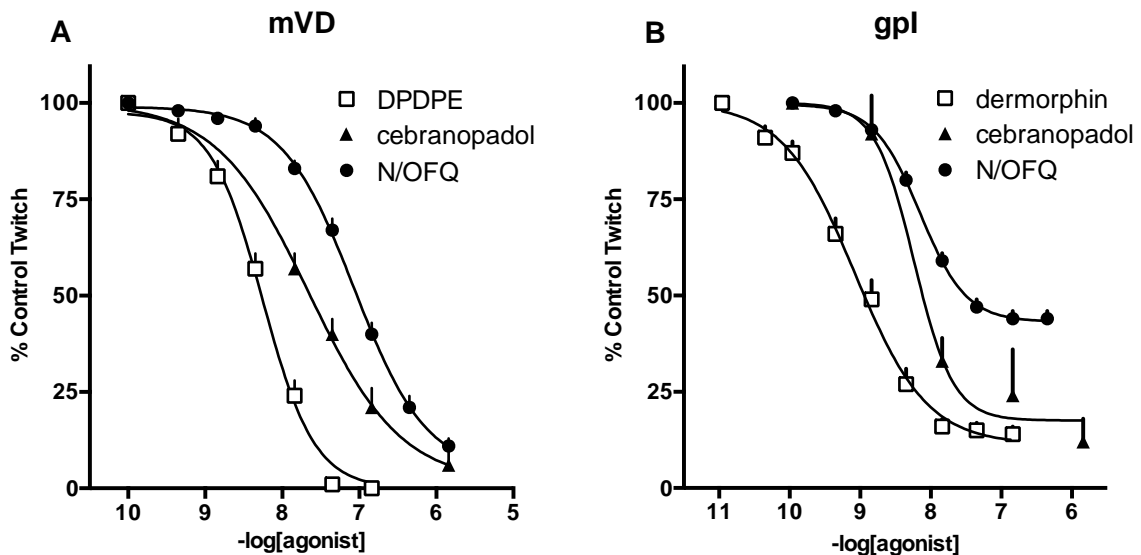 A
mVD
DPDPE
cebranopadol
N/OFQ
% Control Twitch
100
75
50
25
0
10 9 8 7 6 5
-log[agonist]
B
gpI
dermorphin
cebranopadol
N/OFQ
% Control Twitch
100
75
50
25
0
11 10 9 8 7 6
-log[agonist]